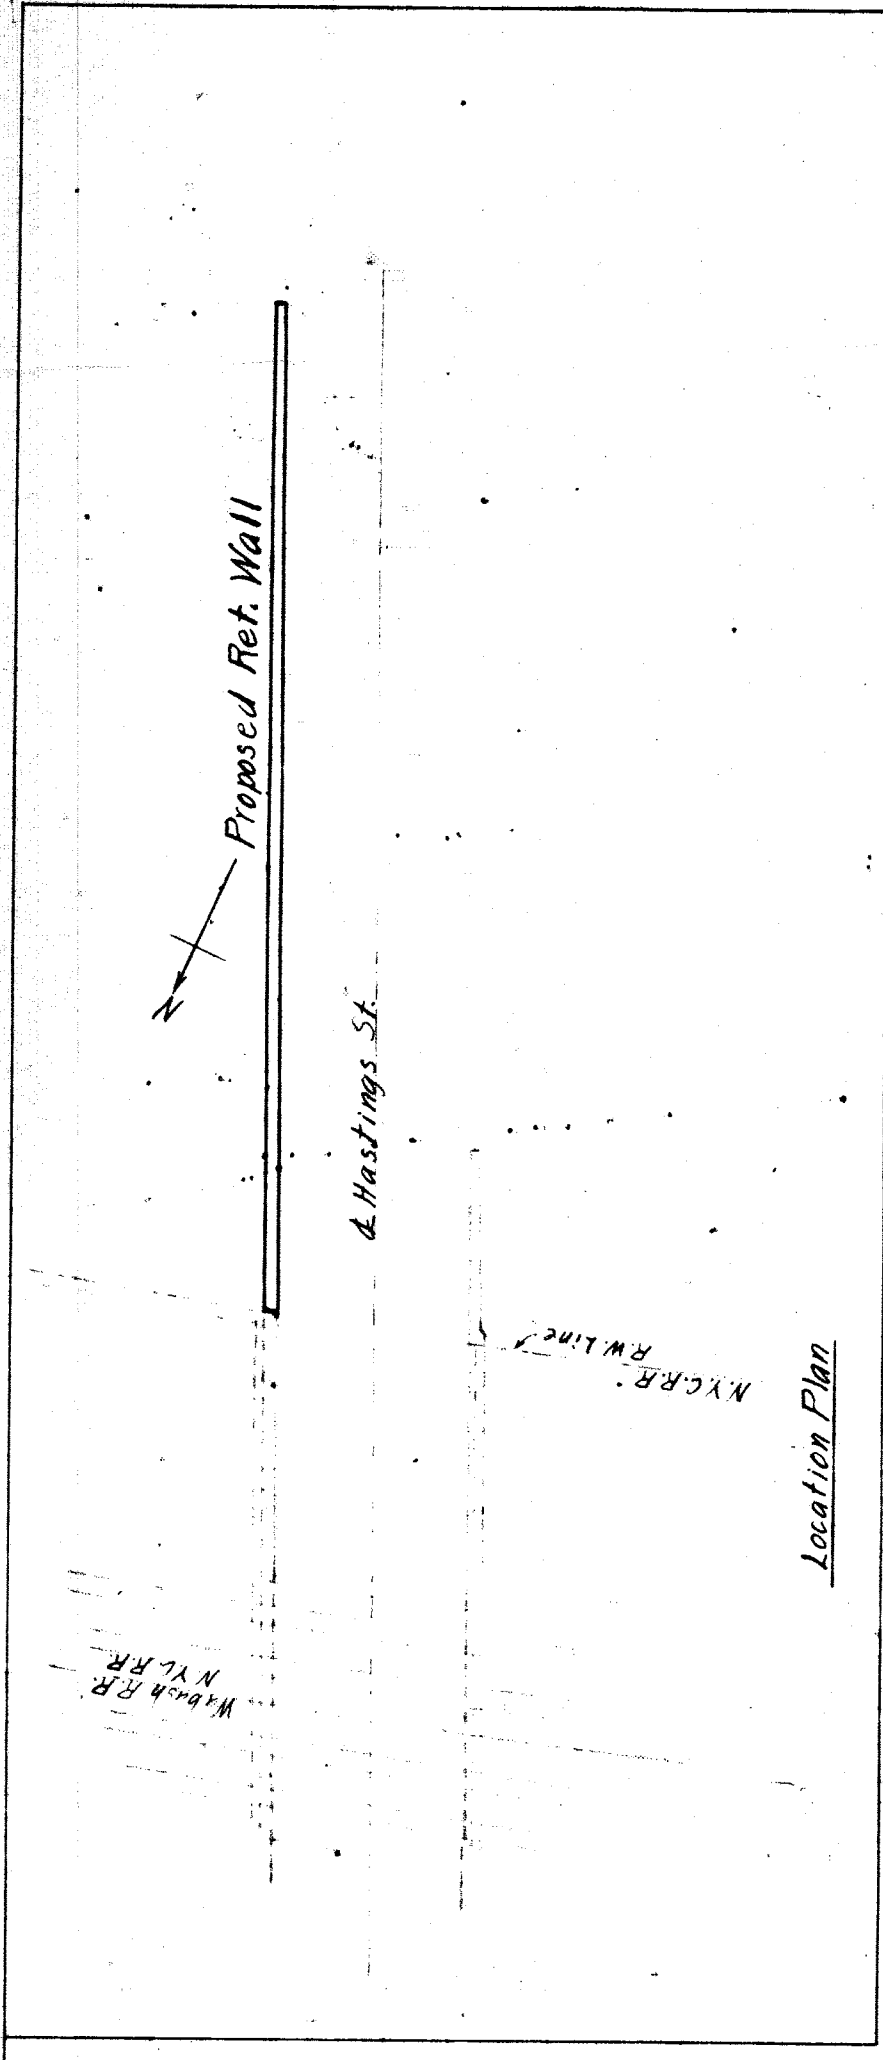 Proposed Ret. Wall
N
℄ Hastings St.
N.Y.C.R.R.
R.W. Line
Wabash R.R.
N.Y.C. R.R.
Location Plan